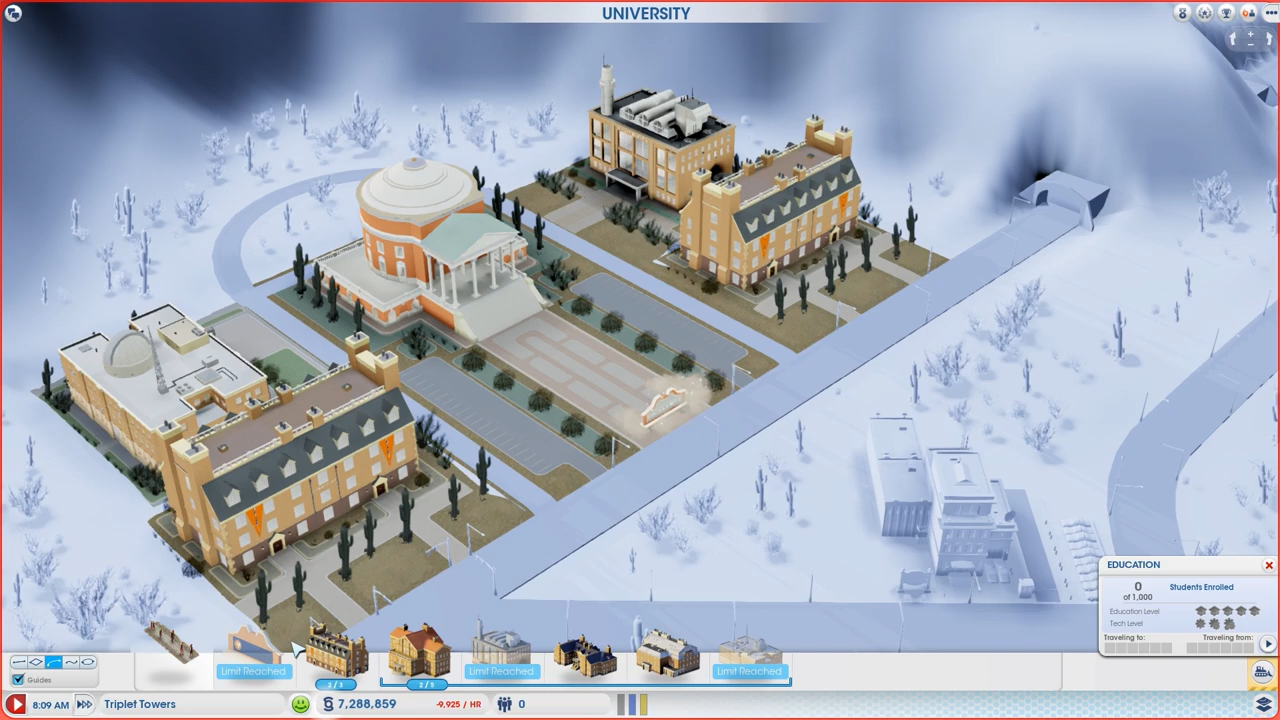 UNIVERSITY
EDUCATION
0
of 1,000
Students Enrolled
Education Level
Tech Level
Traveling to:
Traveling from:
Limit Reached
Limit Reached
Limit Reached
2 / 3
2 / 5
Guides
8:09 AM
Triplet Towers
7,288,859
-9,925 / HR
0